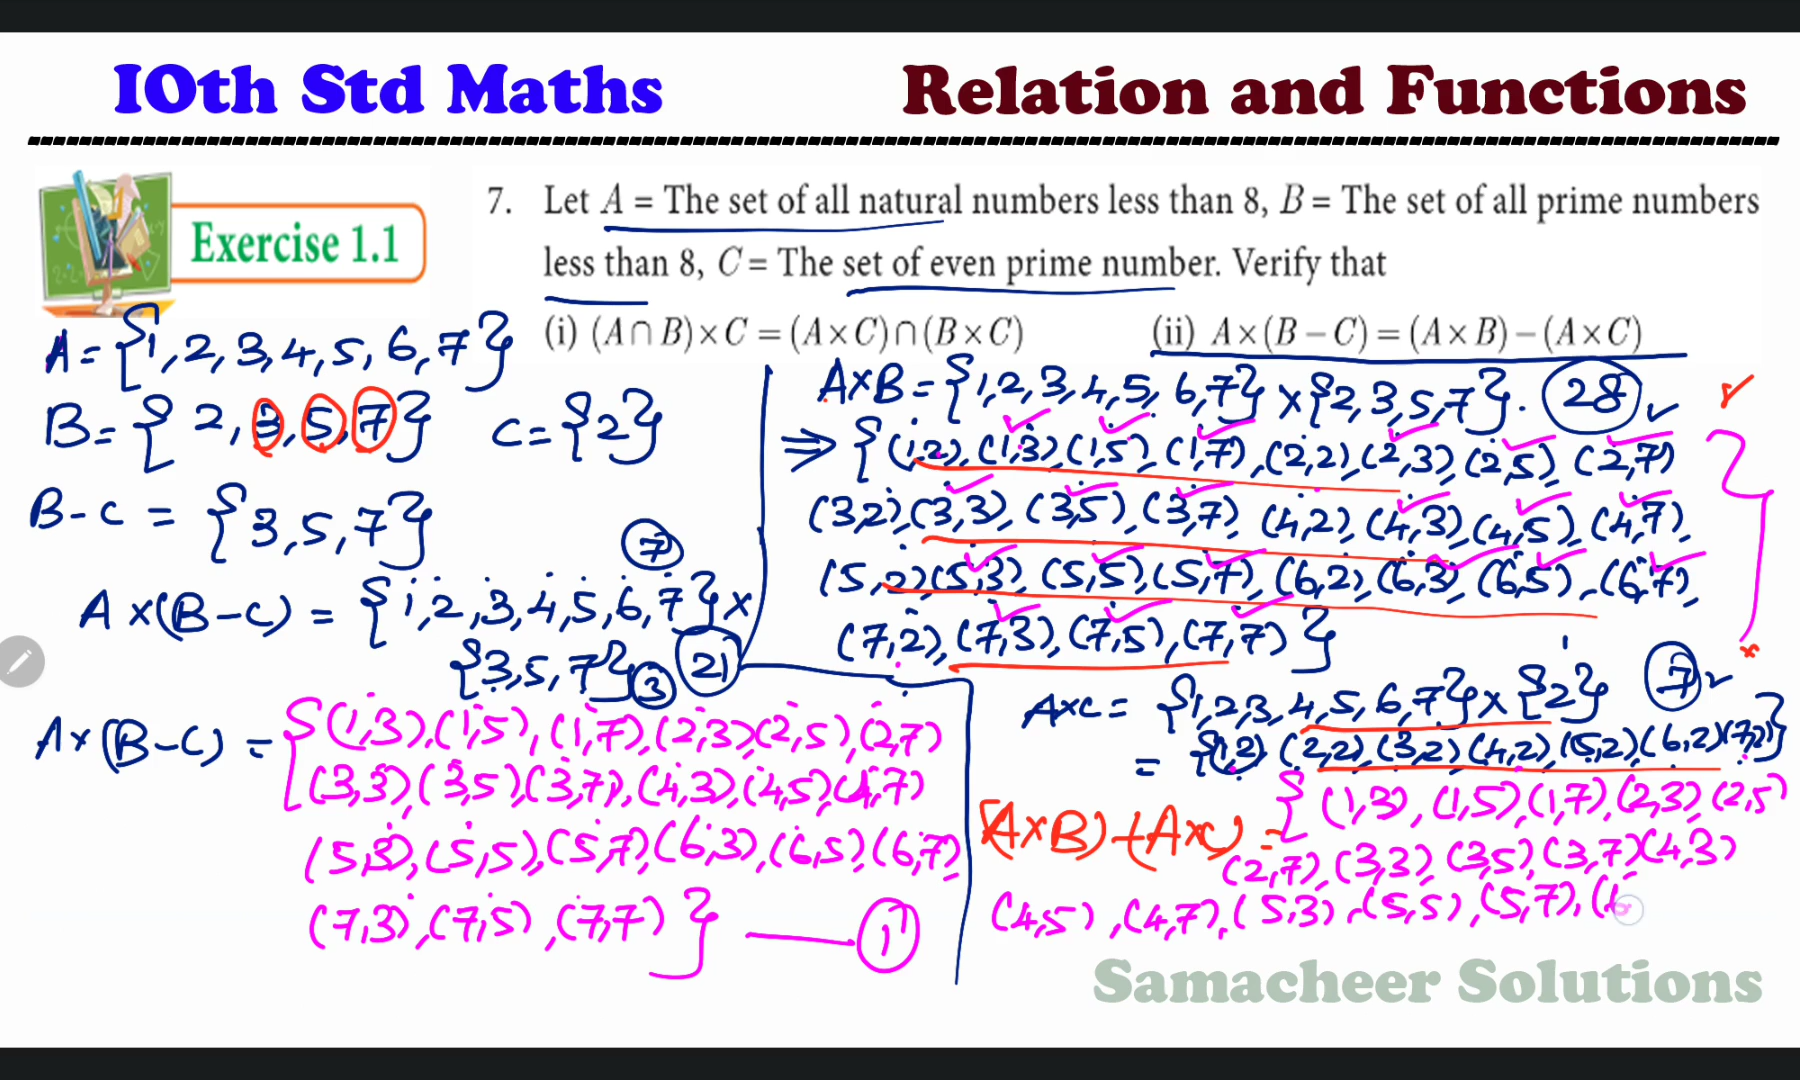 10th Std Maths
Relation and Functions
Exercise 1.1
7. Let A = The set of all natural numbers less than 8, B = The set of all prime numbers
less than 8, C = The set of even prime number. Verify that
(i) (A∩B)×C = (A×C)∩(B×C)
(ii) A×(B−C) = (A×B)−(A×C)
A = {1, 2, 3, 4, 5, 6, 7}
B = { 2, 3, 5, 7} C = {2}
B - C = {3, 5, 7}
7
A ×(B-C) = {1, 2, 3, 4, 5, 6, 7} ×
{3, 5, 7} 3 21
A×(B-C) = {(1,3),(1,5),(1,7),(2,3),(2,5),(2,7)
(3,3),(3,5),(3,7),(4,3),(4,5),(4,7)
(5,3),(5,5),(5,7),(6,3),(6,5),(6,7),
(7,3),(7,5),(7,7) } —— 1
A×B = {1,2,3,4,5,6,7} × {2,3,5,7}. 28
⇒ {(1,2),(1,3),(1,5),(1,7),(2,2),(2,3),(2,5),(2,7)
(3,2),(3,3),(3,5),(3,7),(4,2),(4,3),(4,5),(4,7),
(5,2),(5,3),(5,5),(5,7),(6,2),(6,3),(6,5),(6,7),
(7,2),(7,3),(7,5),(7,7) }
1
A×C = {1,2,3,4,5,6,7} × {2} 7
= {(1,2),(2,2),(3,2),(4,2),(5,2),(6,2),(7,2)}
(A×B) - (A×C) = { (1,3), (1,5),(1,7),(2,3),(2,5)
(2,7),(3,3),(3,5),(3,7),(4,3)
(4,5),(4,7),(5,3),(5,5),(5,7),(6
Samacheer Solutions